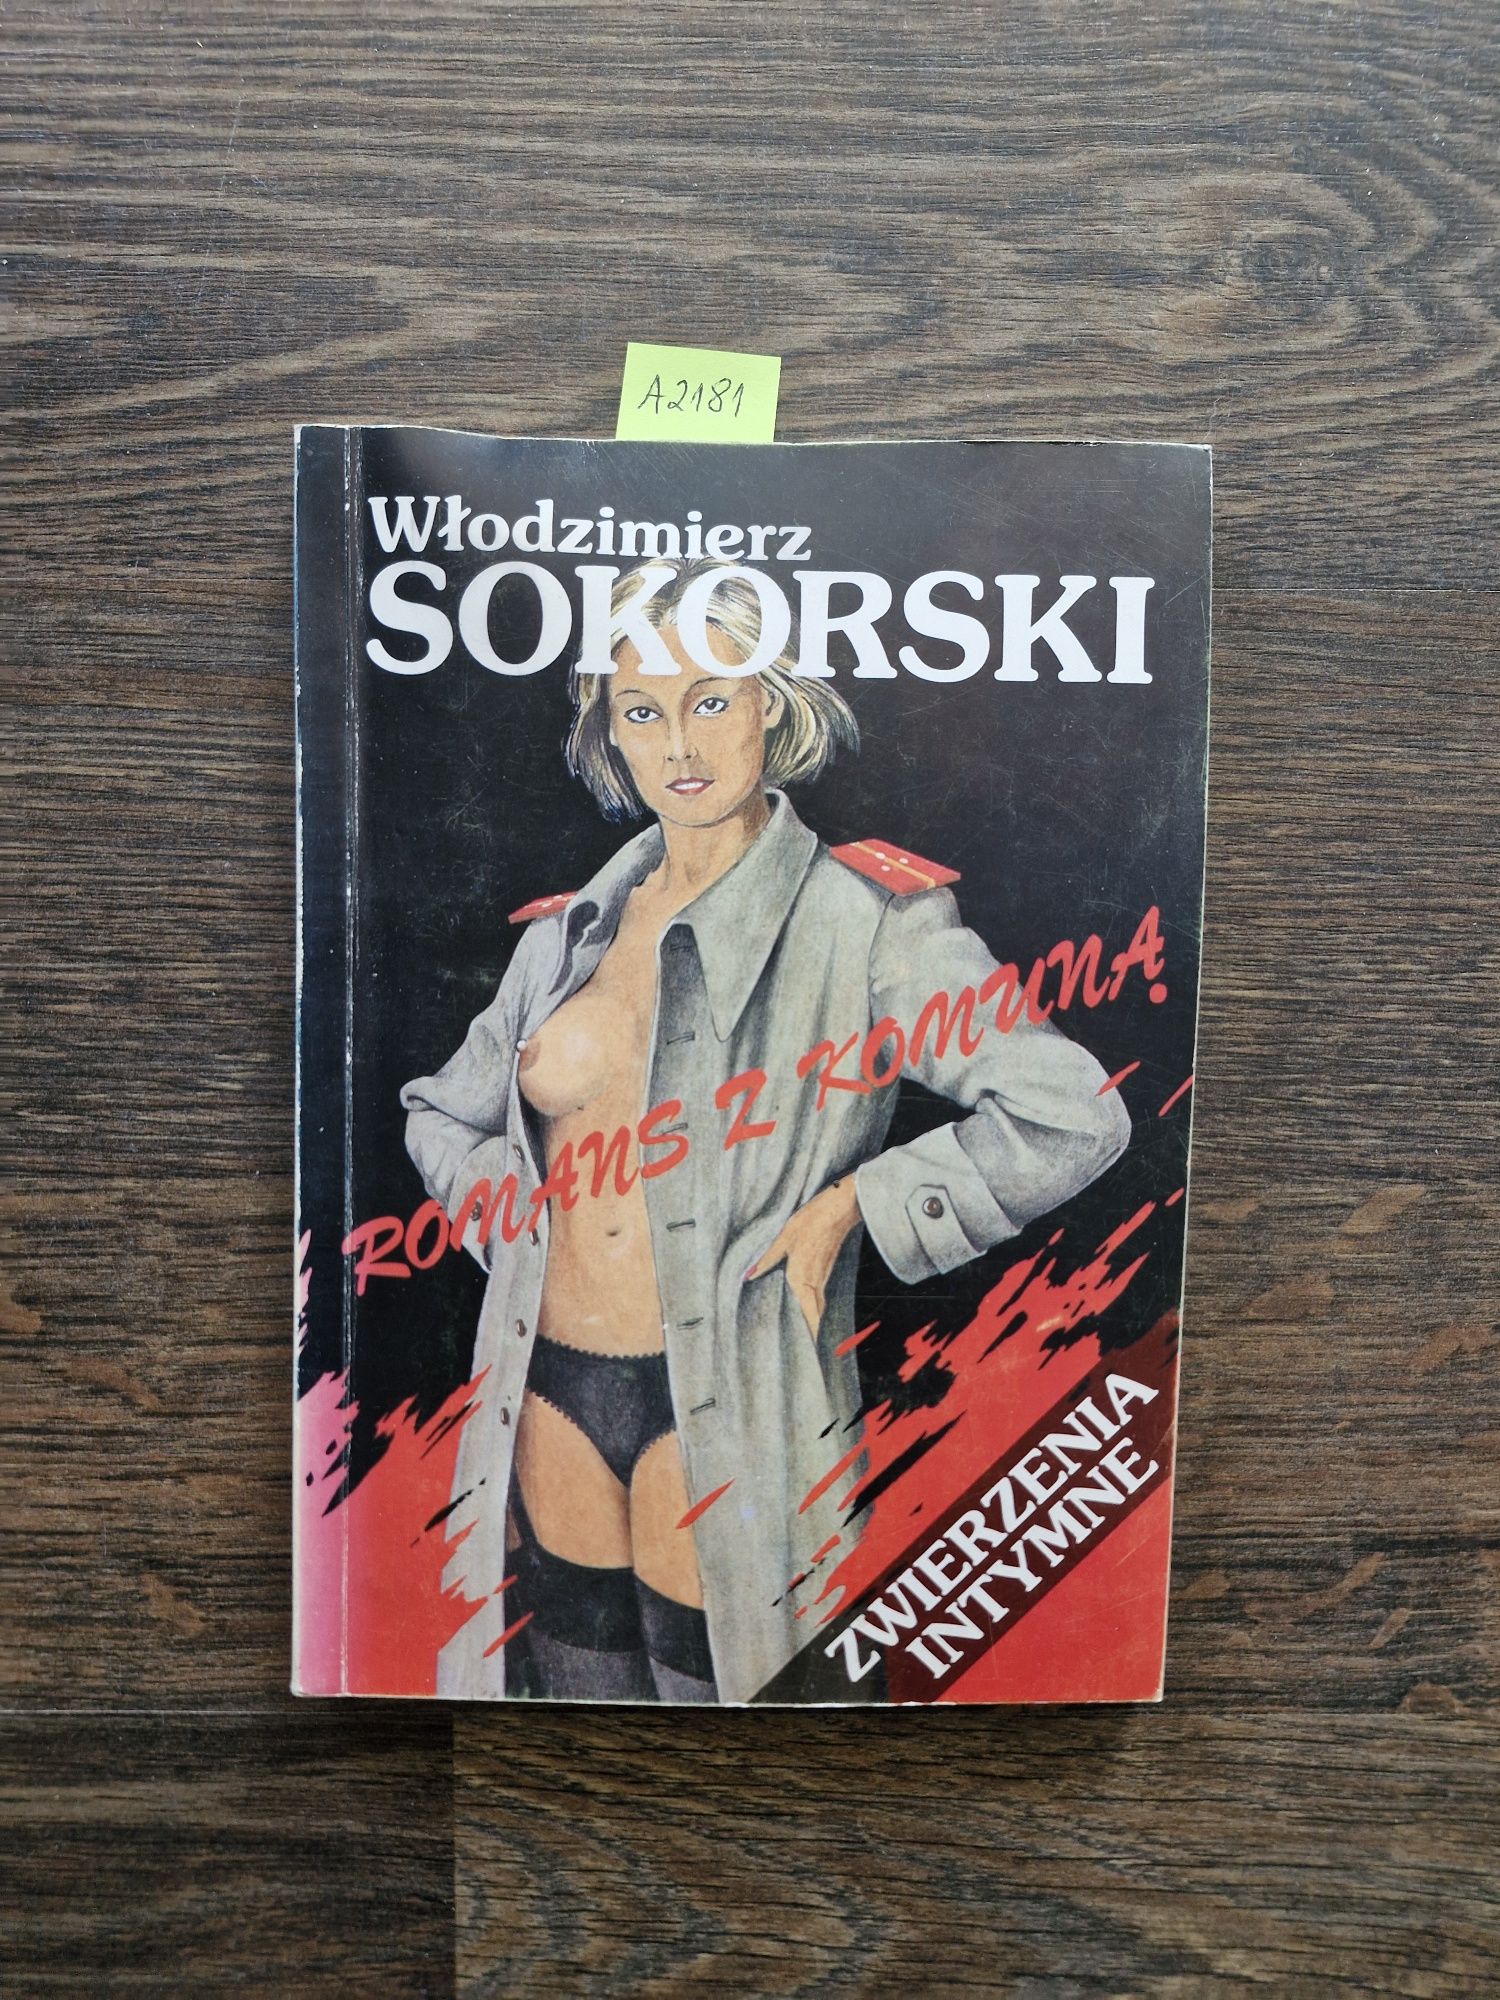 A2181
Włodzimierz
SOKORSKI
ROMANS Z KOMUNĄ
ZWIERZENIA
INTYMNE